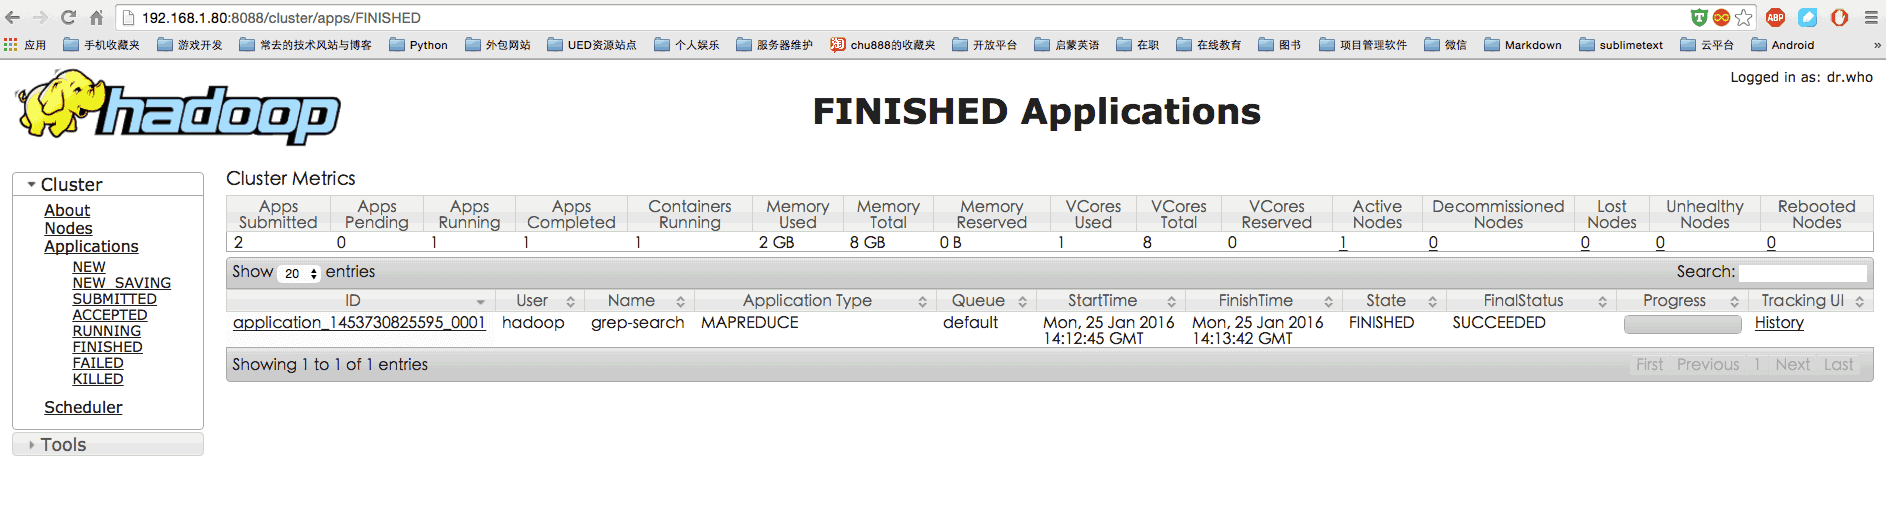 192.168.1.80:8088/cluster/apps/FINISHED
应用 手机收藏夹 游戏开发 常去的技术风站与博客 Python 外包网站 UED资源站点 个人娱乐 服务器维护 chu888的收藏夹 开放平台 启蒙英语 在职 在线教育 图书 项目管理软件 微信 Markdown sublimetext 云平台 Android »
Logged in as: dr.who
hadoop
FINISHED Applications
Cluster
About
Nodes
Applications
NEW
NEW_SAVING
SUBMITTED
ACCEPTED
RUNNING
FINISHED
FAILED
KILLED
Scheduler
Tools
Cluster Metrics
Apps Submitted Apps Pending Apps Running Apps Completed Containers Running Memory Used Memory Total Memory Reserved VCores Used VCores Total VCores Reserved Active Nodes Decommissioned Nodes Lost Nodes Unhealthy Nodes Rebooted Nodes
2 0 1 1 1 2 GB 8 GB 0 B 1 8 0 1 0 0 0 0
Show 20 entries Search:
ID User Name Application Type Queue StartTime FinishTime State FinalStatus Progress Tracking UI
application_1453730825595_0001 hadoop grep-search MAPREDUCE default Mon, 25 Jan 2016 14:12:45 GMT Mon, 25 Jan 2016 14:13:42 GMT FINISHED SUCCEEDED History
Showing 1 to 1 of 1 entries First Previous 1 Next Last